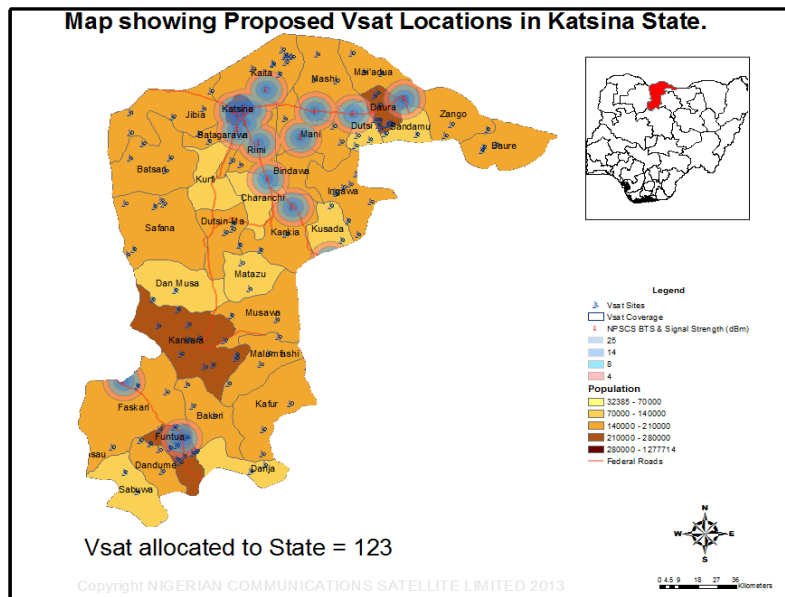 Map showing Proposed Vsat Locations in Katsina State.
Kaita
Mashi
Mai'adua
Katsina
Daura
Jibia
Zango
Dutsi
Bandamu
Batagarawa
Mani
Rimi
Baure
Batsari
Bindawa
Kurfi
Ingawa
Charanchi
Dutsin-Ma
Safana
Kankia
Kusada
Matazu
Dan Musa
Musawa
Kankara
Malumfashi
Faskari
Kafur
Bakori
Funtua
sau
Dandume
Danja
Sabuwa
Legend
Vsat Sites
Vsat Coverage
NPSCS BTS & Signal Strength (dBm)
25
14
8
4
Population
32385 - 70000
70000 - 140000
140000 - 210000
210000 - 280000
280000 - 1277714
Federal Roads
N
W E
S
0 4.5 9 18 27 36
Kilometers
Vsat allocated to State = 123
Copyright NIGERIAN COMMUNICATIONS SATELLITE LIMITED 2013